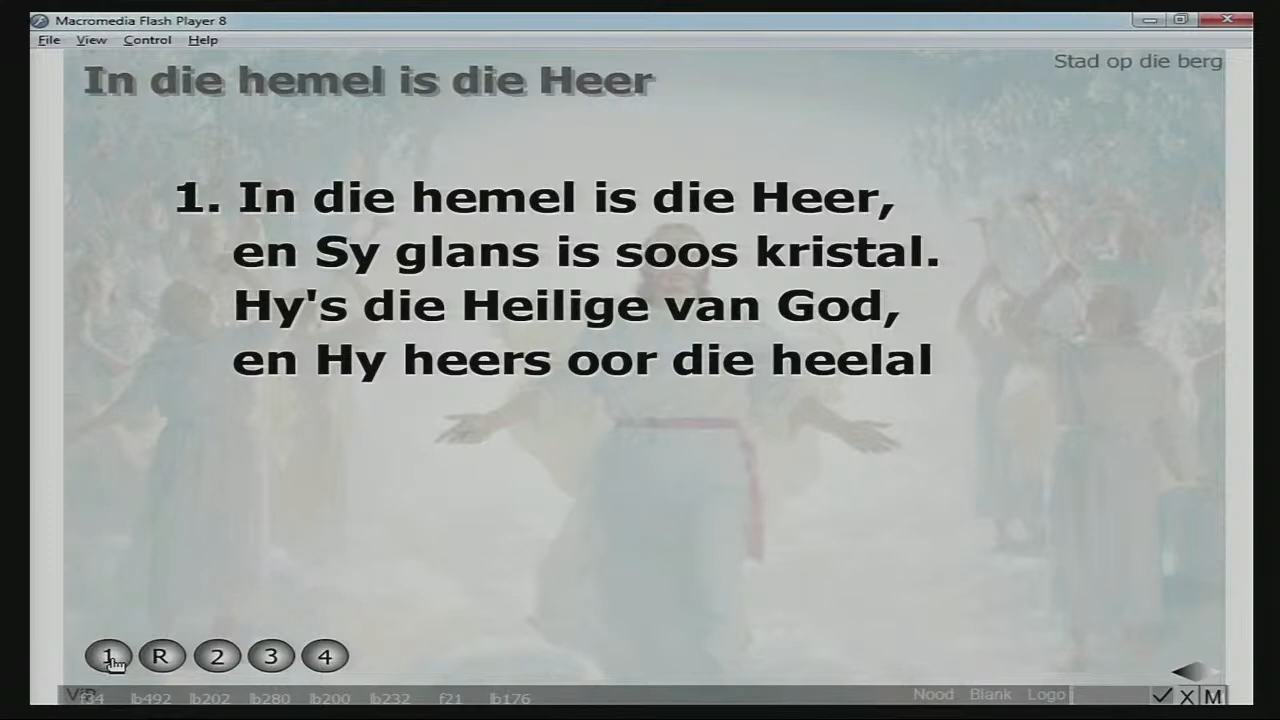 Macromedia Flash Player 8
File View Control Help
Stad op die berg
In die hemel is die Heer
1. In die hemel is die Heer,
en Sy glans is soos kristal.
Hy's die Heilige van God,
en Hy heers oor die heelal
1 R 2 3 4
lb492 lb202 lb280 lb200 lb232 f21 lb176
Nood Blank Logo X M